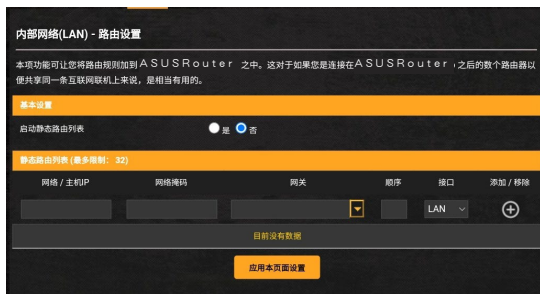 内部网络(LAN) - 路由设置
本项功能可让您将路由规则加到ＡＳＵＳＲｏｕｔｅｒ 之中。这对于如果您是连接在ＡＳＵＳＲｏｕｔｅｒ，之后的数个路由器以
便共享同一条互联网联机上来说，是相当有用的。
基本设置
启动静态路由列表 是 否
静态路由列表 (最多限制： 32)
网络 / 主机IP 网络掩码 网关 顺序 接口 添加 / 移除
LAN
目前没有数据
应用本页面设置